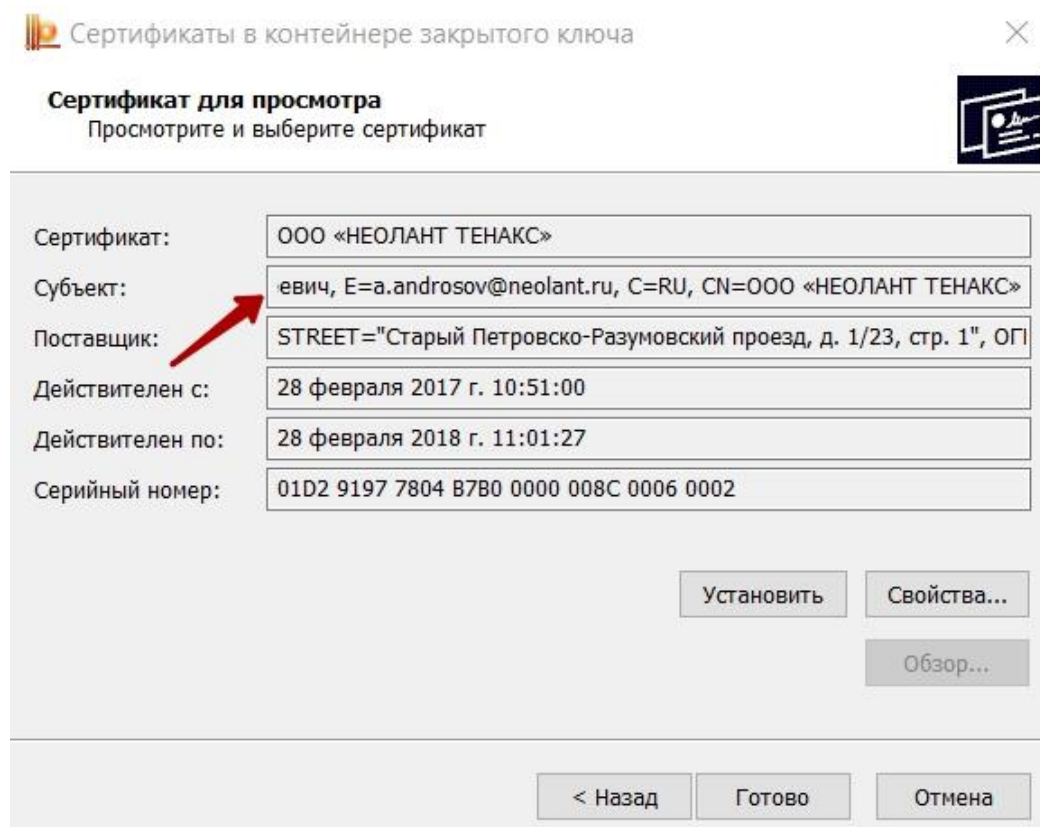 Сертификаты в контейнере закрытого ключа
Сертификат для просмотра
Просмотрите и выберите сертификат
Сертификат: ООО «НЕОЛАНТ ТЕНАКС»
Субъект: евич, E=a.androsov@neolant.ru, C=RU, CN=ООО «НЕОЛАНТ ТЕНАКС»
Поставщик: STREET="Старый Петровско-Разумовский проезд, д. 1/23, стр. 1", ОГІ
Действителен с: 28 февраля 2017 г. 10:51:00
Действителен по: 28 февраля 2018 г. 11:01:27
Серийный номер: 01D2 9197 7804 B7B0 0000 008C 0006 0002
Установить Свойства...
Обзор...
< Назад Готово Отмена